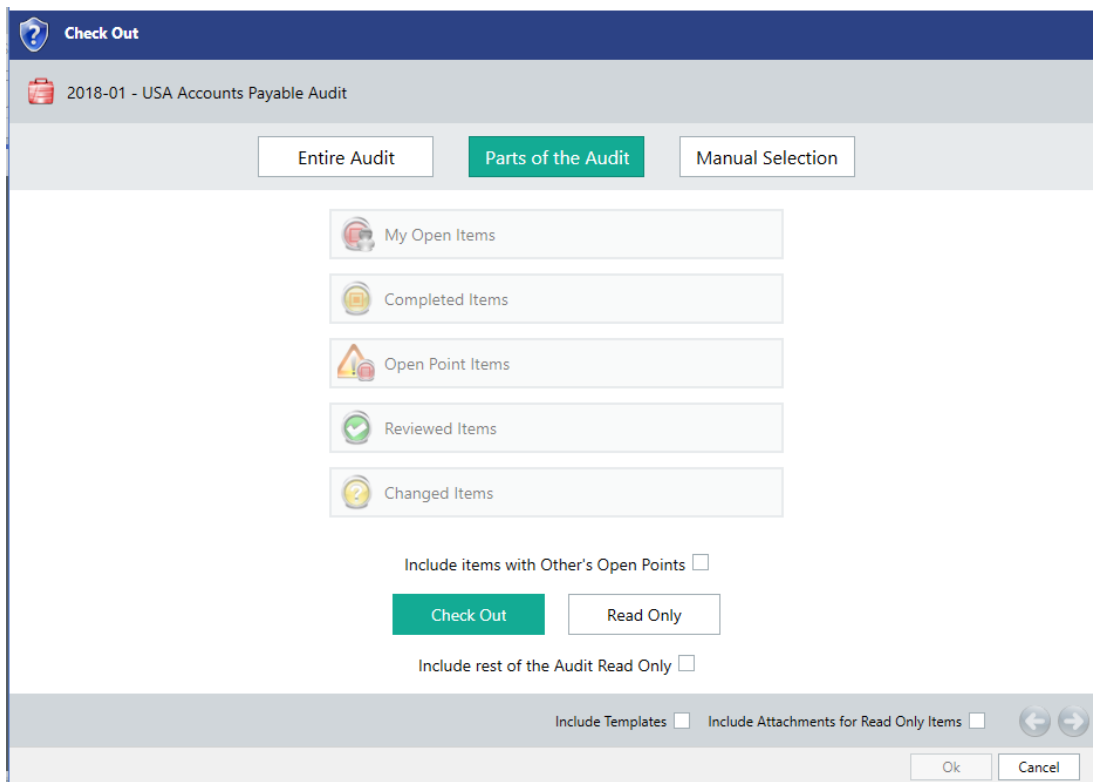 Check Out
2018-01 - USA Accounts Payable Audit
Entire Audit
Parts of the Audit
Manual Selection
My Open Items
Completed Items
Open Point Items
Reviewed Items
Changed Items
Include items with Other's Open Points
Check Out
Read Only
Include rest of the Audit Read Only
Include Templates
Include Attachments for Read Only Items
Ok
Cancel